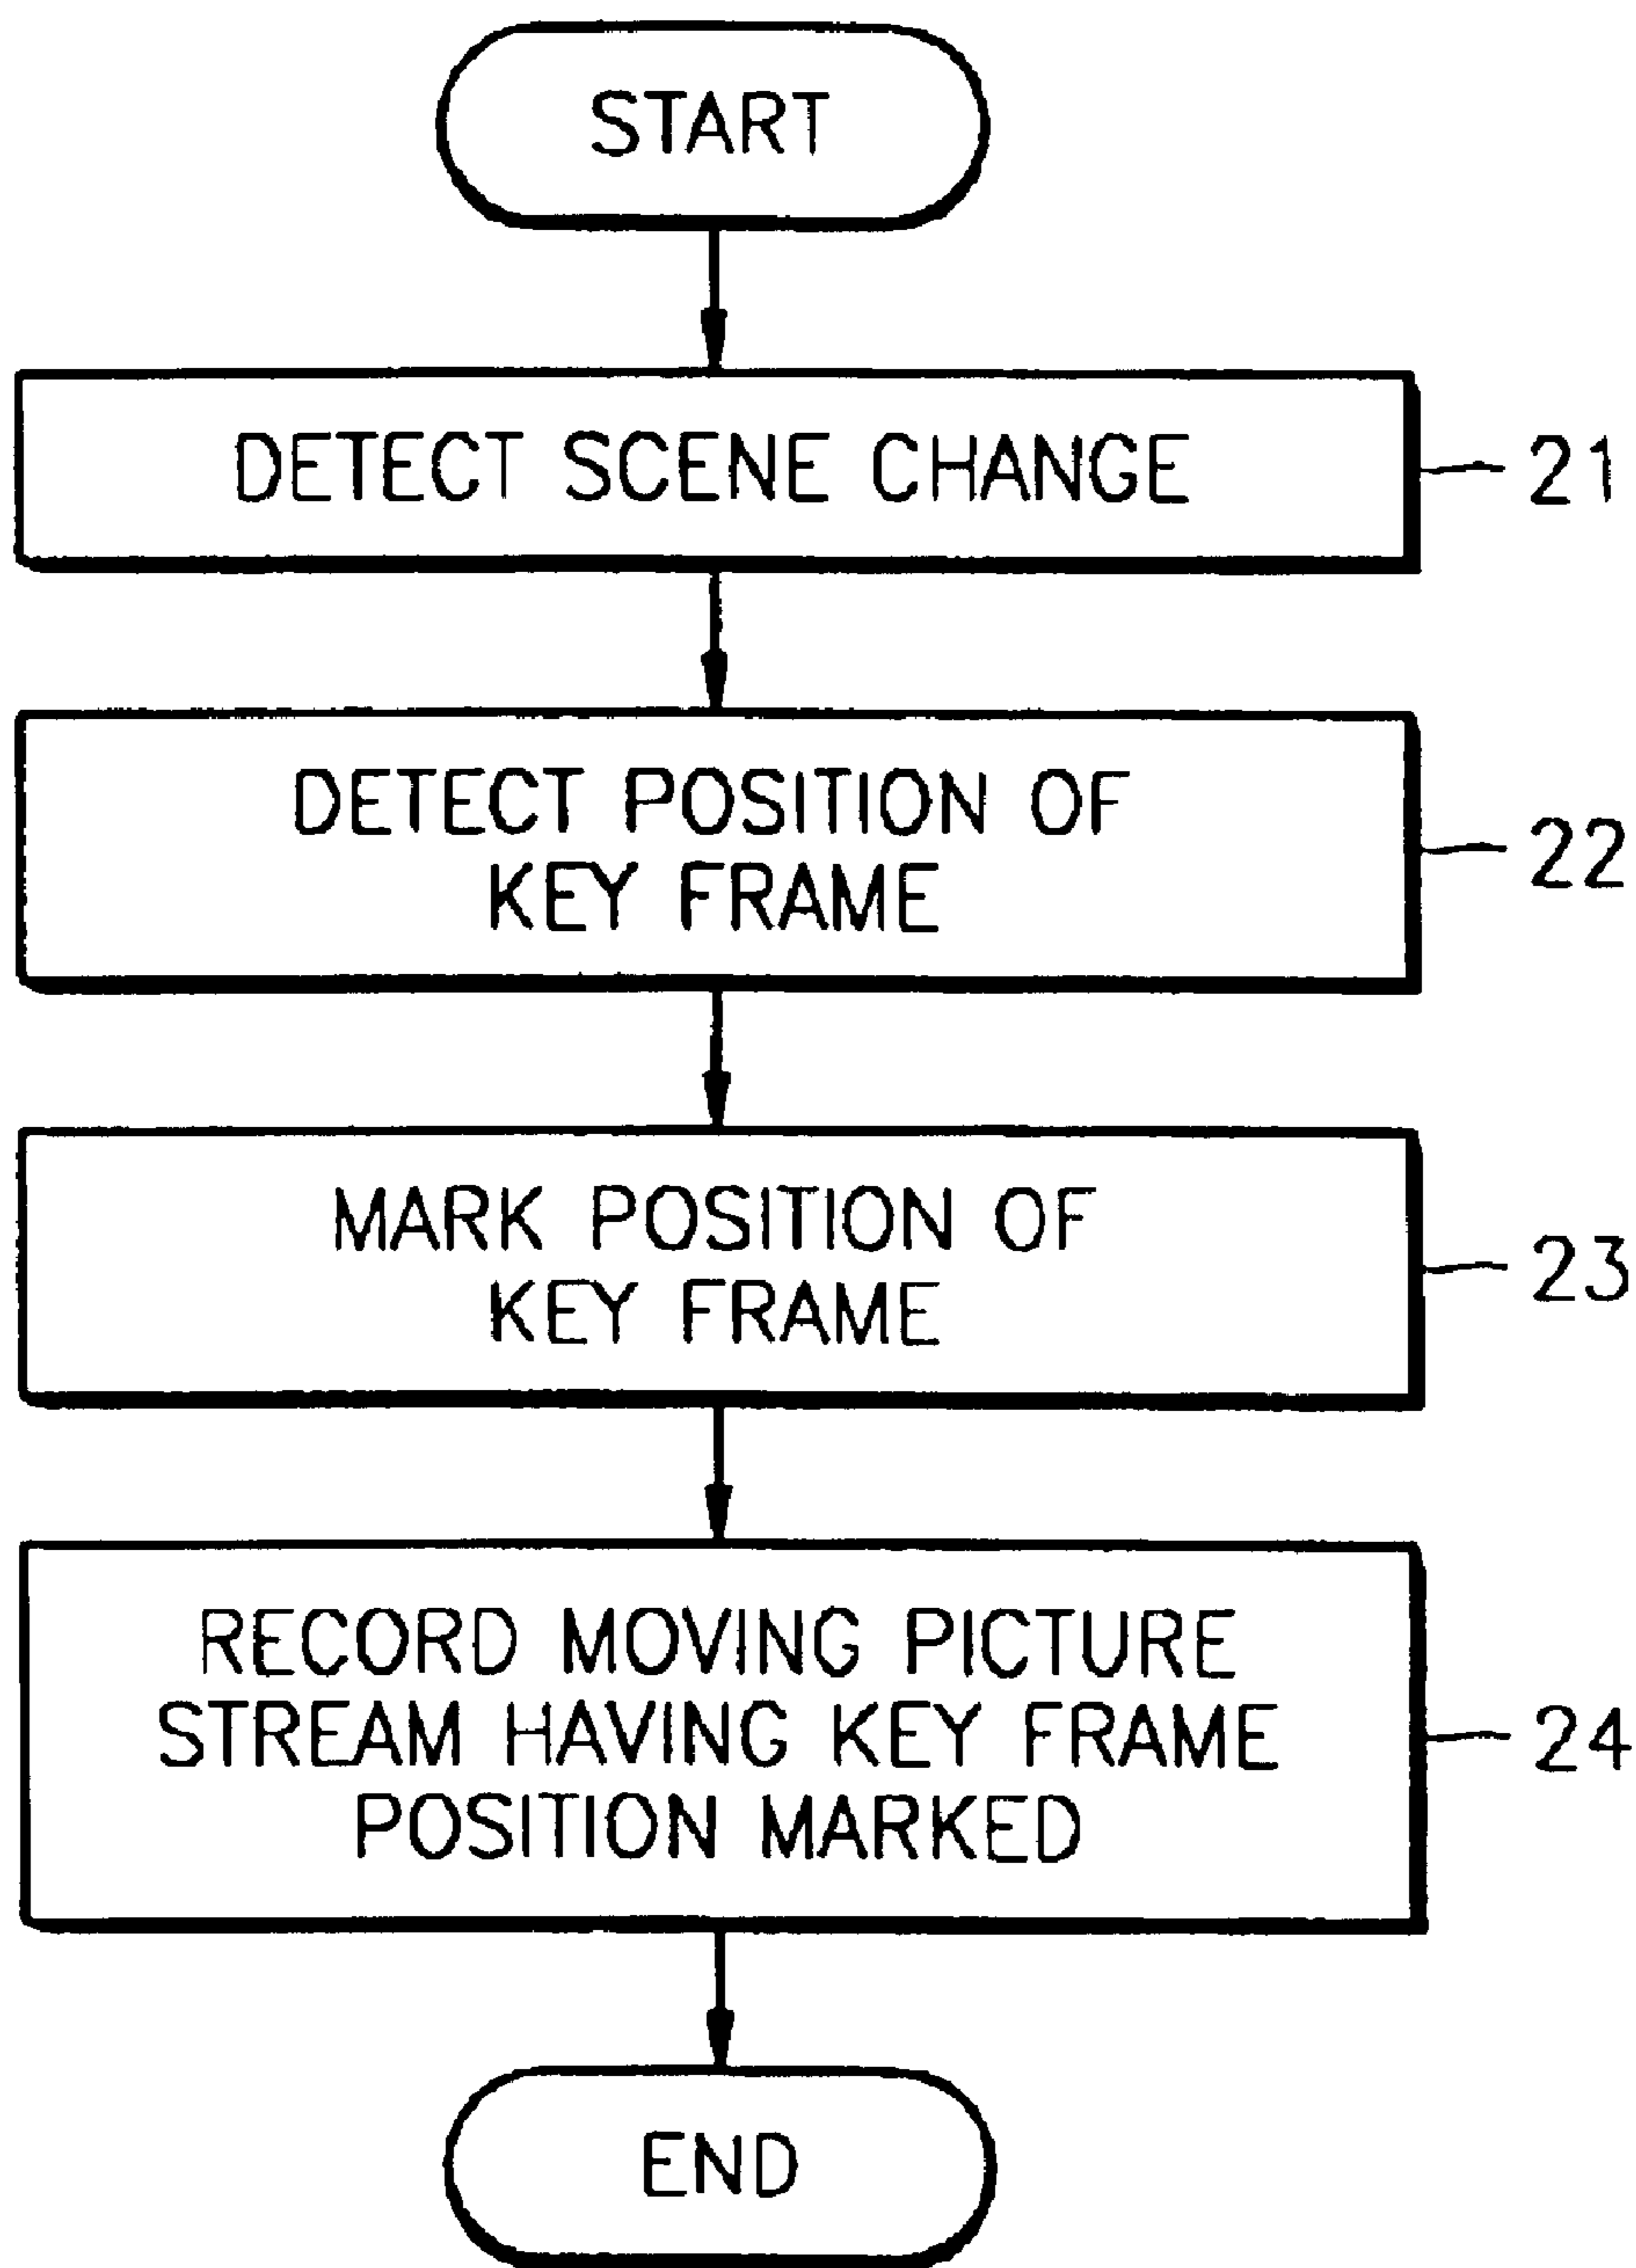 START
DETECT SCENE CHANGE
21
DETECT POSITION OF
KEY FRAME
22
MARK POSITION OF
KEY FRAME
23
RECORD MOVING PICTURE
STREAM HAVING KEY FRAME
POSITION MARKED
24
END